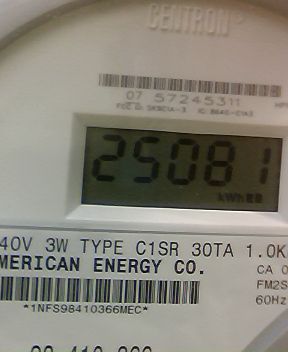 CENTRON®
07 57245311
25081
kWh
40V 3W TYPE C1SR 30TA 1.0K
MERICAN ENERGY CO.
CA 0
FM2S
60Hz
*1NFS98410366MEC*